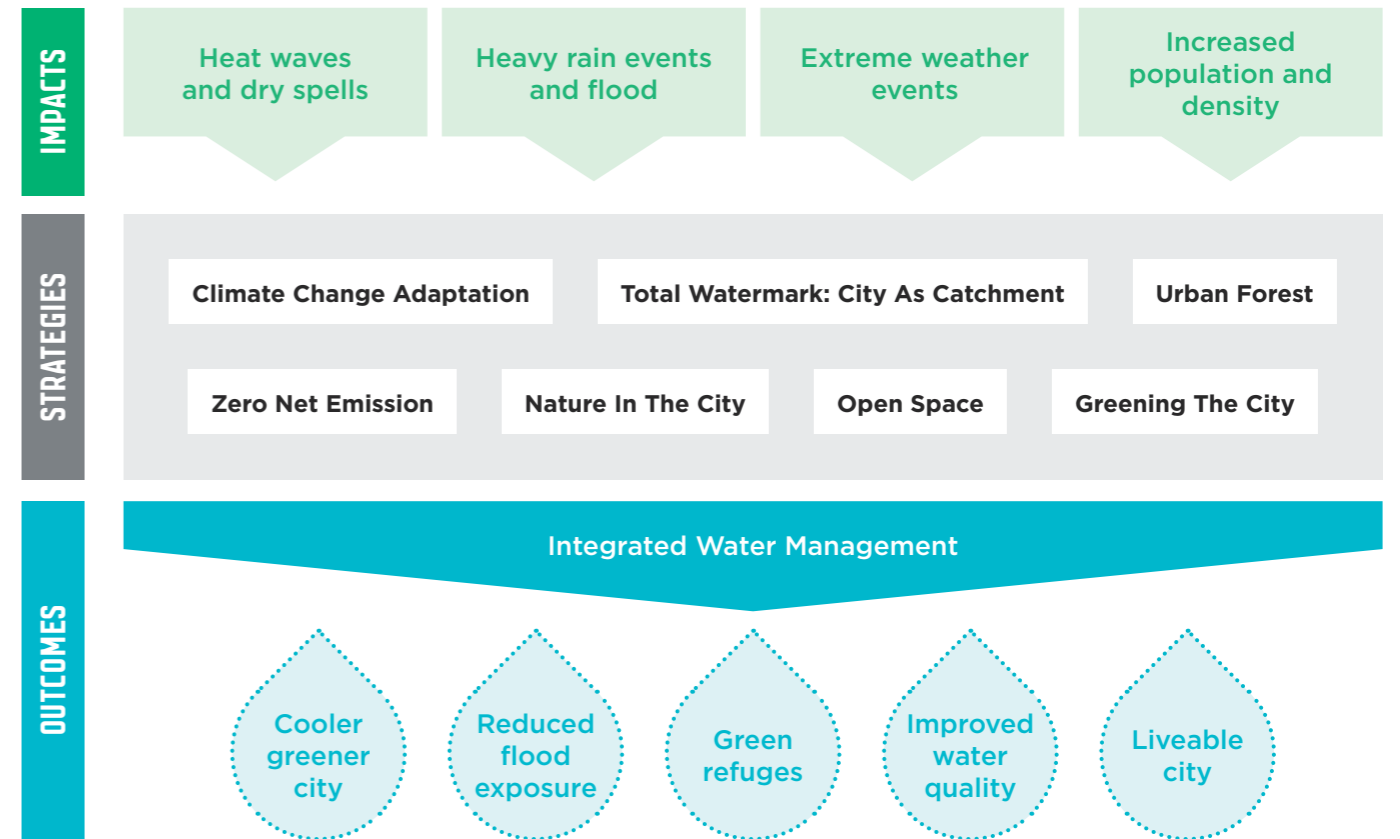 IMPACTS
Heat waves
and dry spells
Heavy rain events
and flood
Extreme weather
events
Increased
population and
density
STRATEGIES
Climate Change Adaptation
Total Watermark: City As Catchment
Urban Forest
Zero Net Emission
Nature In The City
Open Space
Greening The City
OUTCOMES
Integrated Water Management
Cooler
greener
city
Reduced
flood
exposure
Green
refuges
Improved
water
quality
Liveable
city